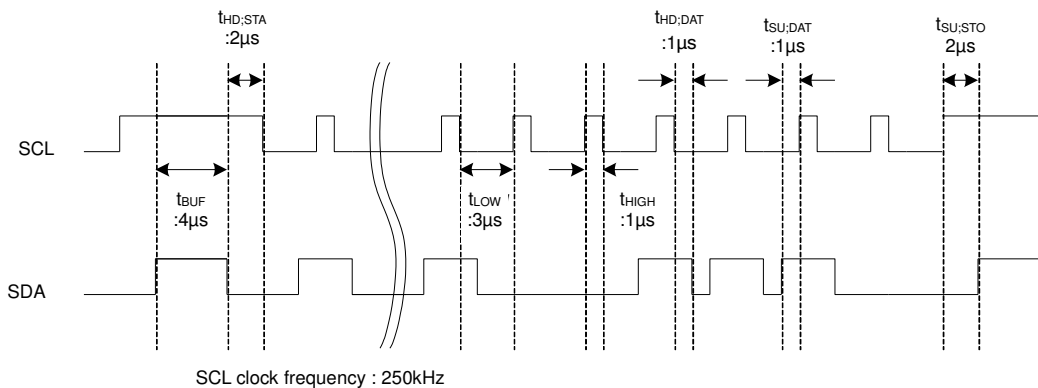 tHD;STA
:2µs
tHD;DAT
:1µs
tSU;DAT
:1µs
tSU;STO
2µs
SCL
tBUF
:4µs
tLOW
:3µs
tHIGH
:1µs
SDA
SCL clock frequency : 250kHz